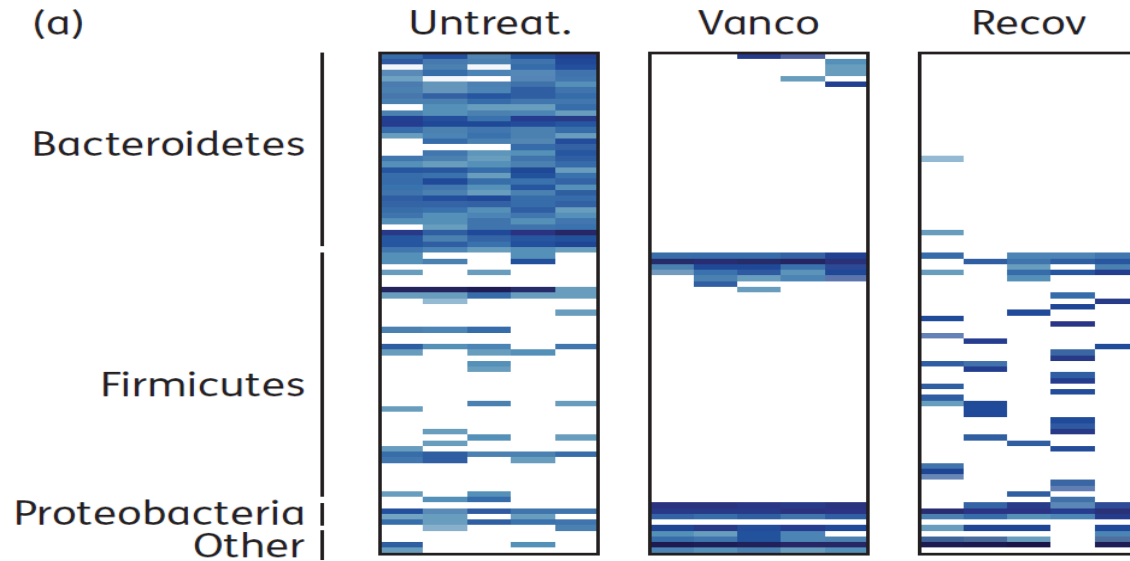 (a)
Untreat. Vanco Recov
Bacteroidetes
Firmicutes
Proteobacteria
Other